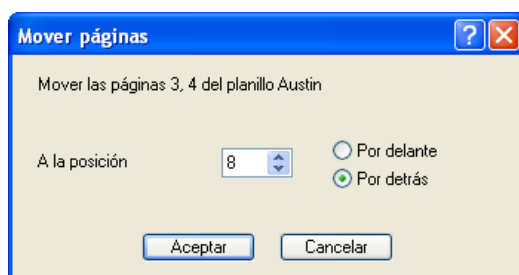 Mover páginas
Mover las páginas 3, 4 del planillo Austin
A la posición
8
Por delante
Por detrás
Aceptar
Cancelar